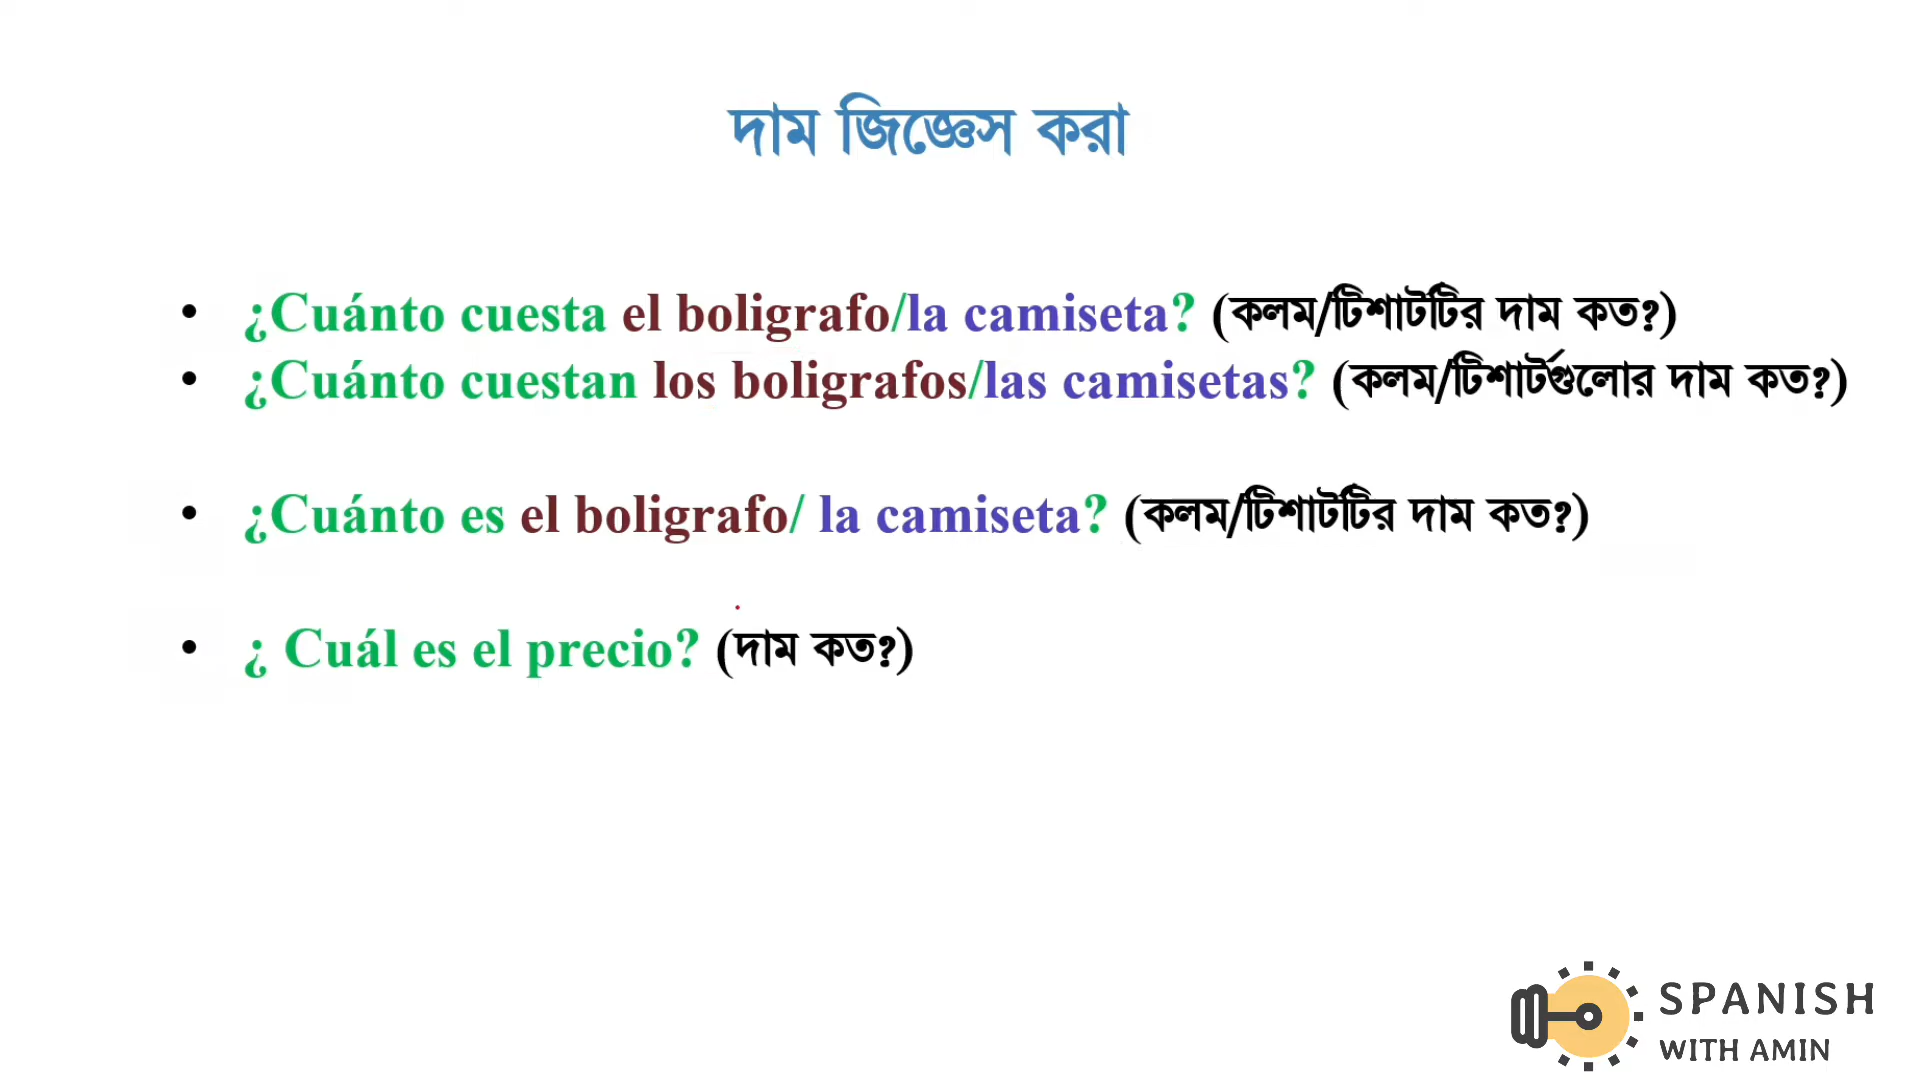 দাম জিজ্ঞেস করা
• ¿Cuánto cuesta el boligrafo/la camiseta? (কলম/টিশার্টটির দাম কত?)
• ¿Cuánto cuestan los boligrafos/las camisetas? (কলম/টিশার্টগুলোর দাম কত?)
• ¿Cuánto es el boligrafo/ la camiseta? (কলম/টিশার্টটির দাম কত?)
• ¿ Cuál es el precio? (দাম কত?)
SPANISH
WITH AMIN